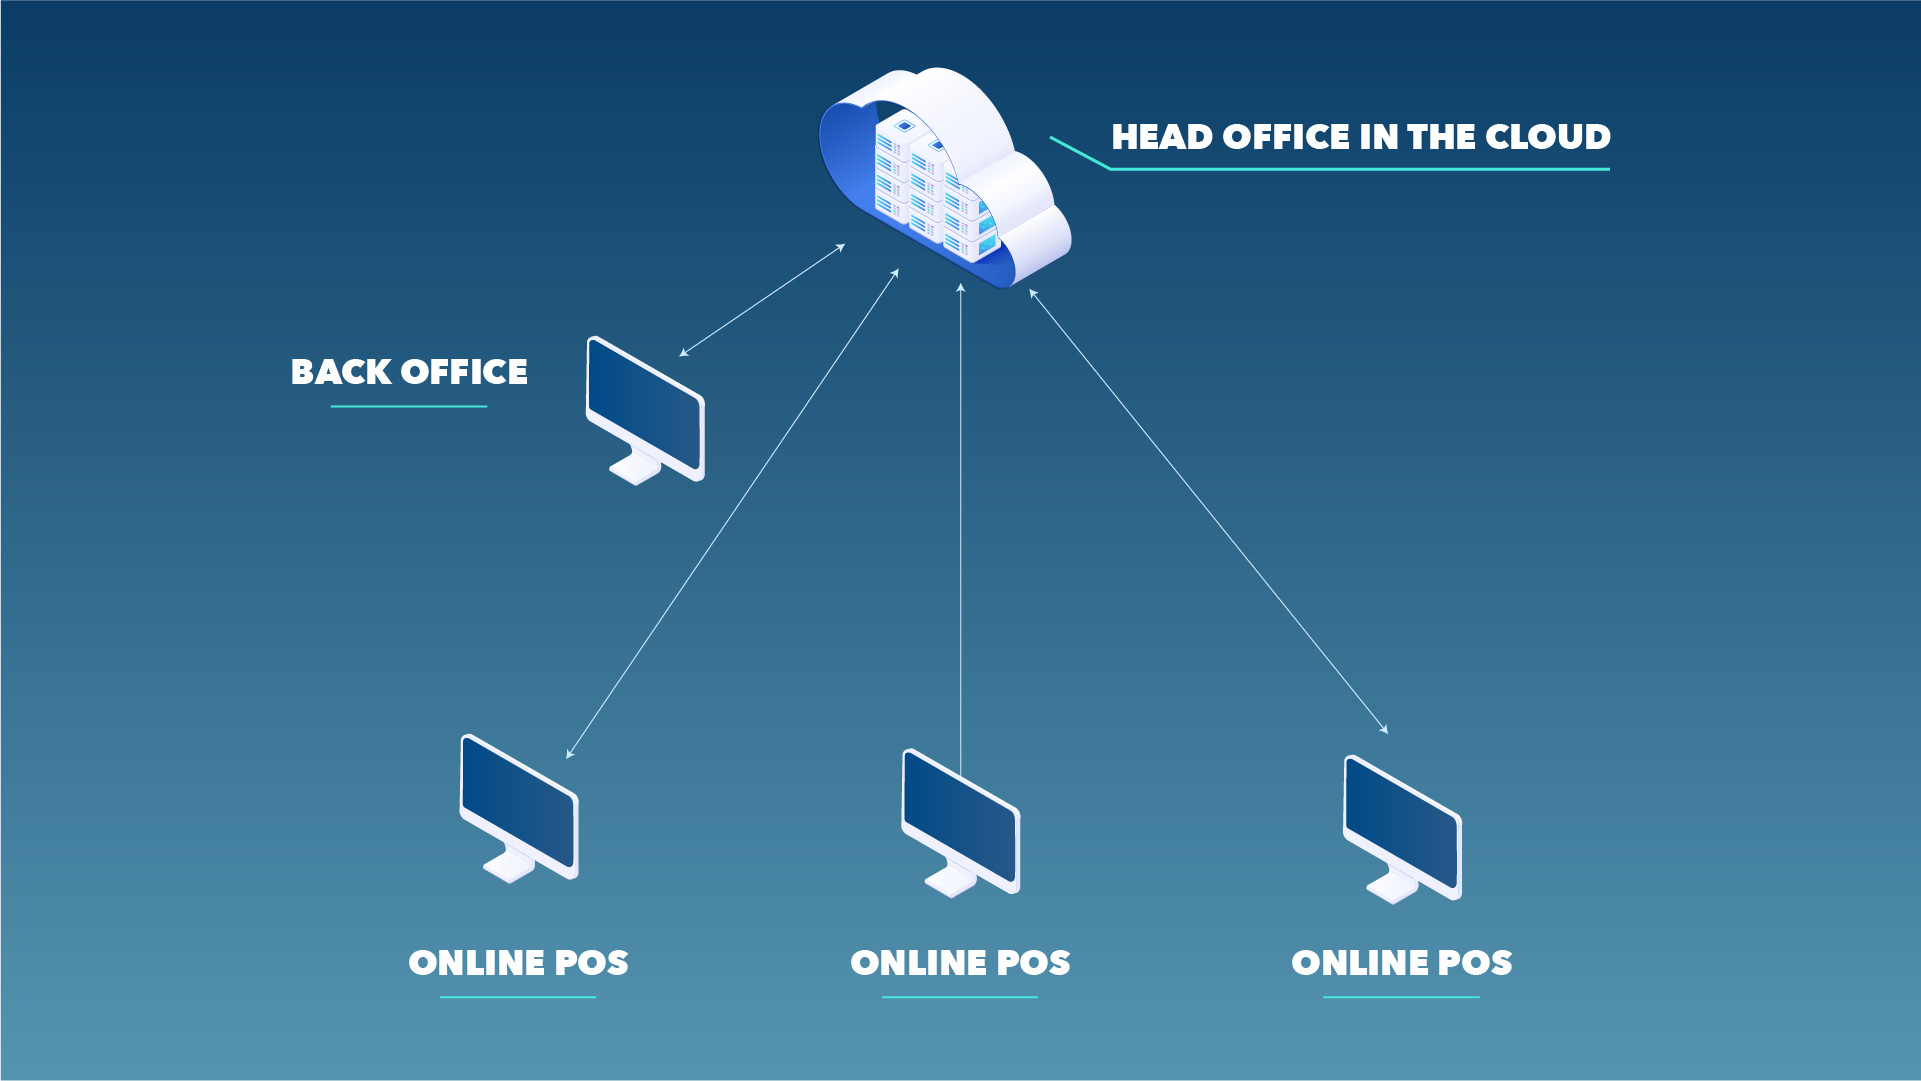 HEAD OFFICE IN THE CLOUD
BACK OFFICE
ONLINE POS
ONLINE POS
ONLINE POS